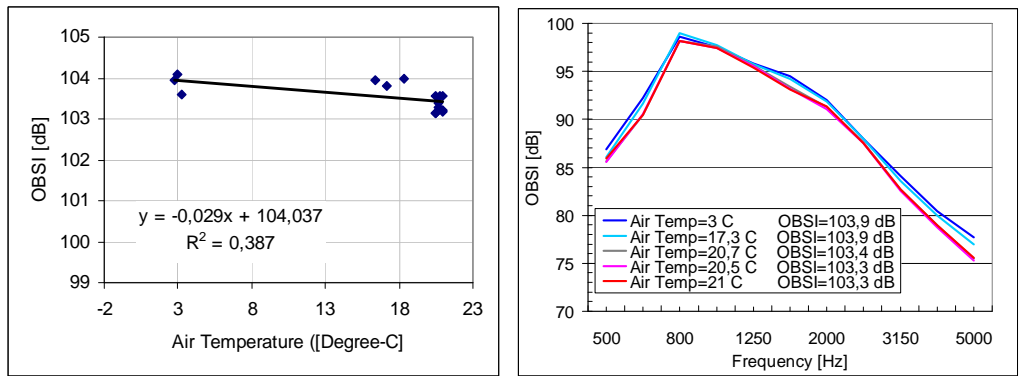 105
104
103
102
101
100
99
OBSI [dB]
y = -0,029x + 104,037
R² = 0,387
-2 3 8 13 18 23
Air Temperature ([Degree-C]
100
95
90
85
80
75
70
OBSI [dB]
Air Temp=3 C OBSI=103,9 dB
Air Temp=17,3 C OBSI=103,9 dB
Air Temp=20,7 C OBSI=103,4 dB
Air Temp=20,5 C OBSI=103,3 dB
Air Temp=21 C OBSI=103,3 dB
500 800 1250 2000 3150 5000
Frequency [Hz]